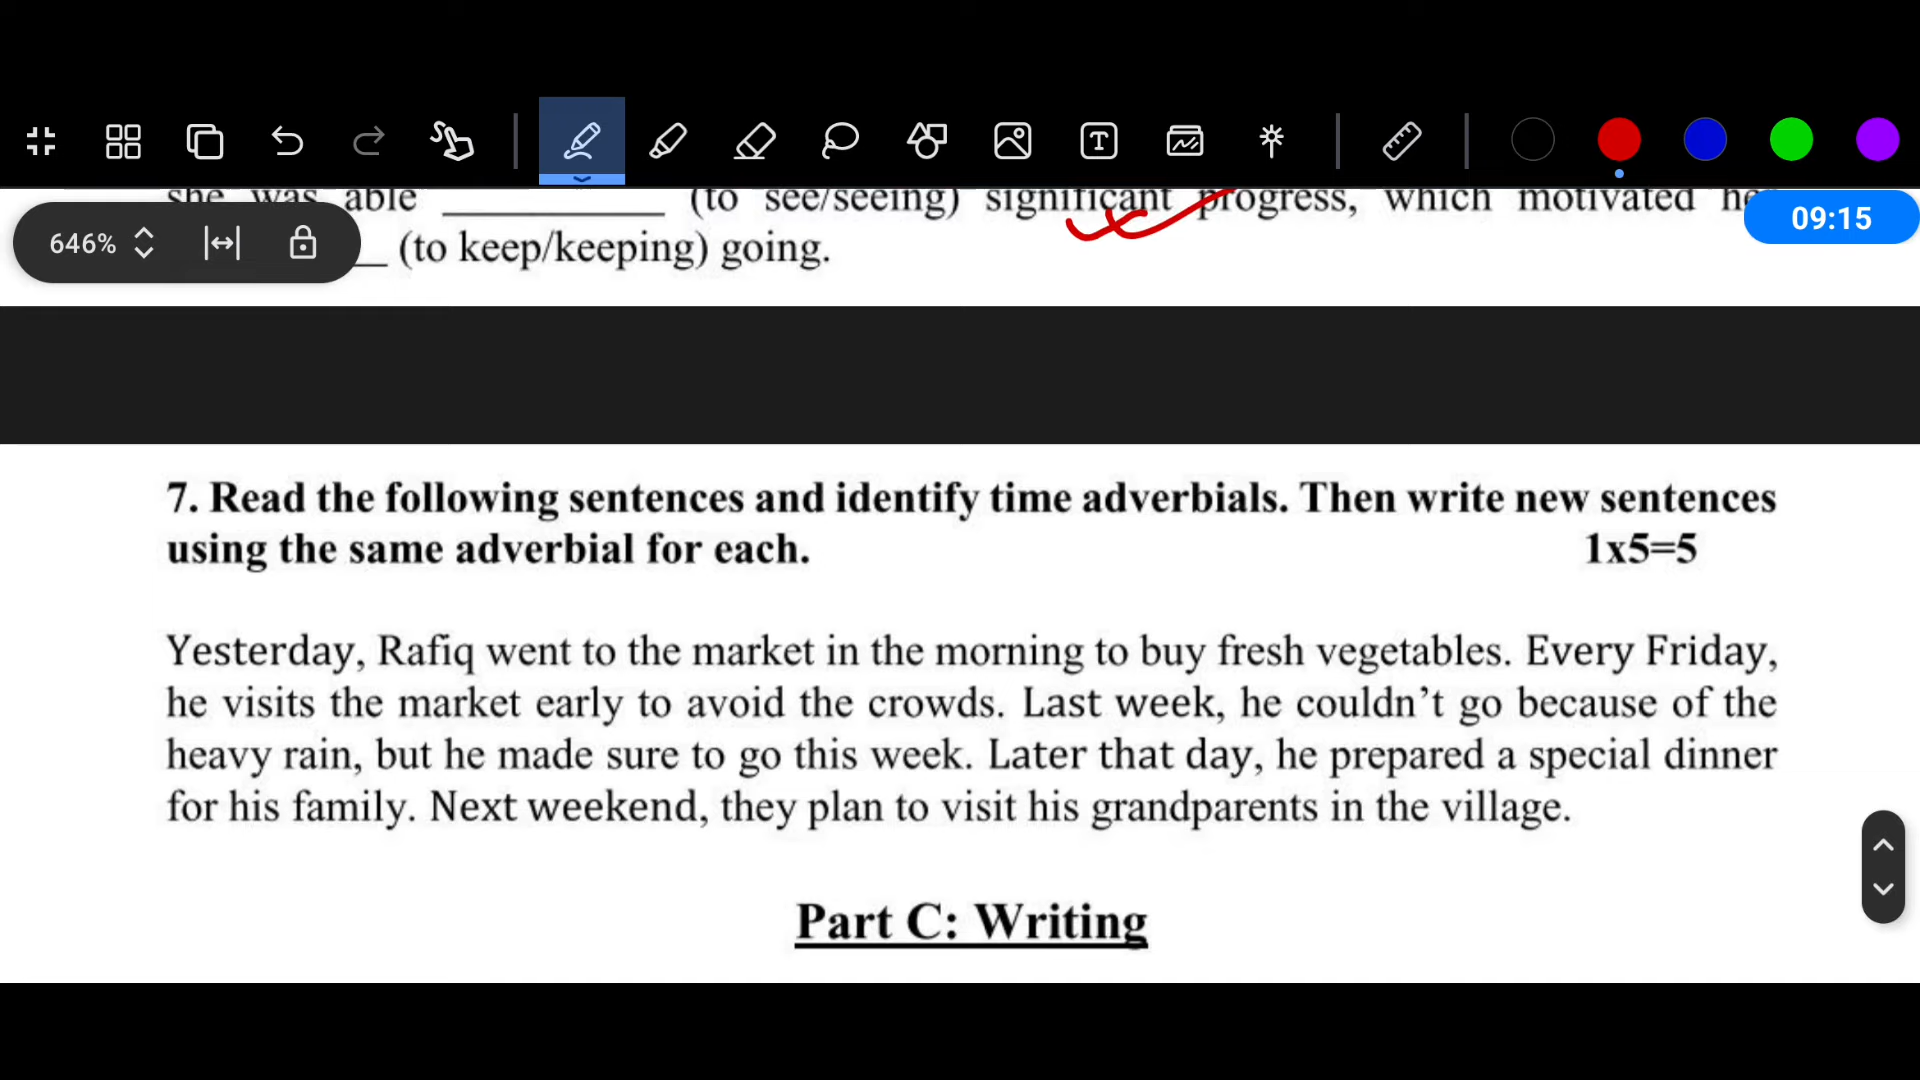 she was able ____________ (to see/seeing) significant progress, which motivated
09:15
646%
(to keep/keeping) going.
7. Read the following sentences and identify time adverbials. Then write new sentences
using the same adverbial for each. 1x5=5
Yesterday, Rafiq went to the market in the morning to buy fresh vegetables. Every Friday,
he visits the market early to avoid the crowds. Last week, he couldn’t go because of the
heavy rain, but he made sure to go this week. Later that day, he prepared a special dinner
for his family. Next weekend, they plan to visit his grandparents in the village.
Part C: Writing